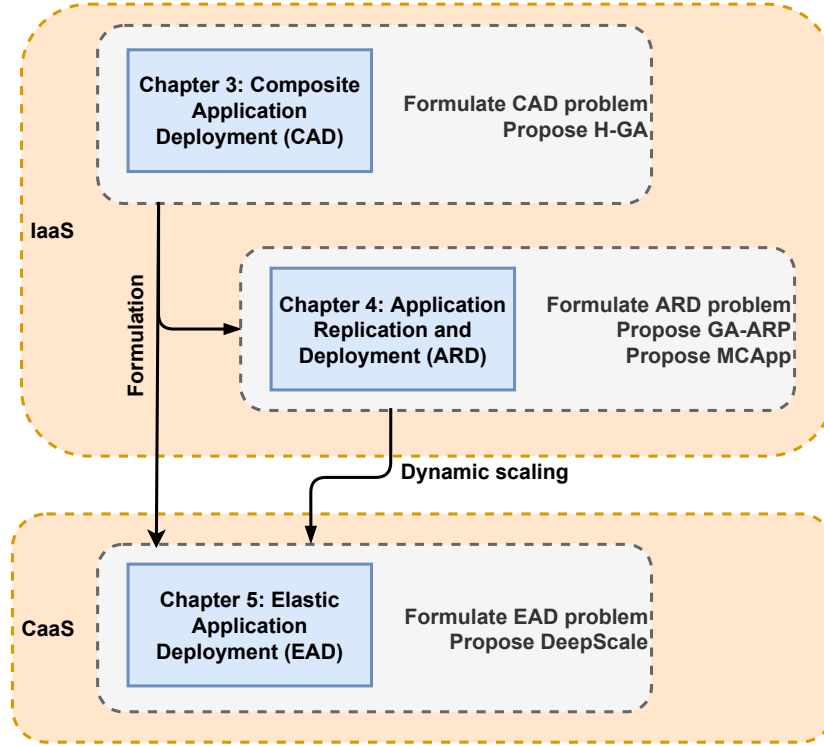 Chapter 3: Composite
Application
Deployment (CAD)
Formulate CAD problem
Propose H-GA
IaaS
Formulation
Chapter 4: Application
Replication and
Deployment (ARD)
Formulate ARD problem
Propose GA-ARP
Propose MCApp
Dynamic scaling
CaaS
Chapter 5: Elastic
Application
Deployment (EAD)
Formulate EAD problem
Propose DeepScale